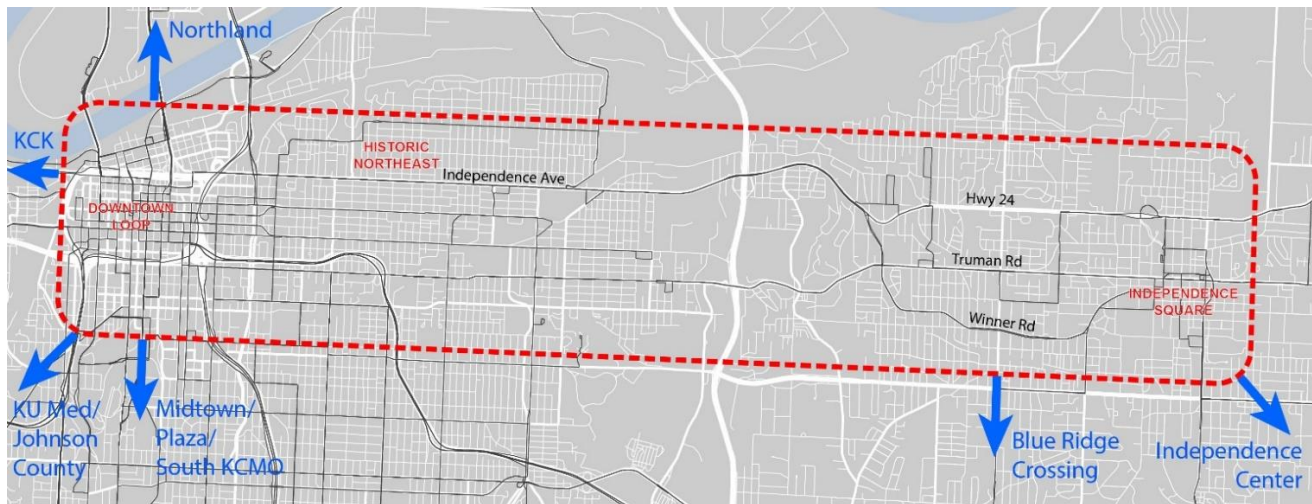 Northland
KCK
HISTORIC
NORTHEAST
Independence Ave
DOWNTOWN
LOOP
Hwy 24
Truman Rd
INDEPENDENCE
SQUARE
Winner Rd
KU Med/
Johnson
County
Midtown/
Plaza/
South KCMO
Blue Ridge
Crossing
Independence
Center